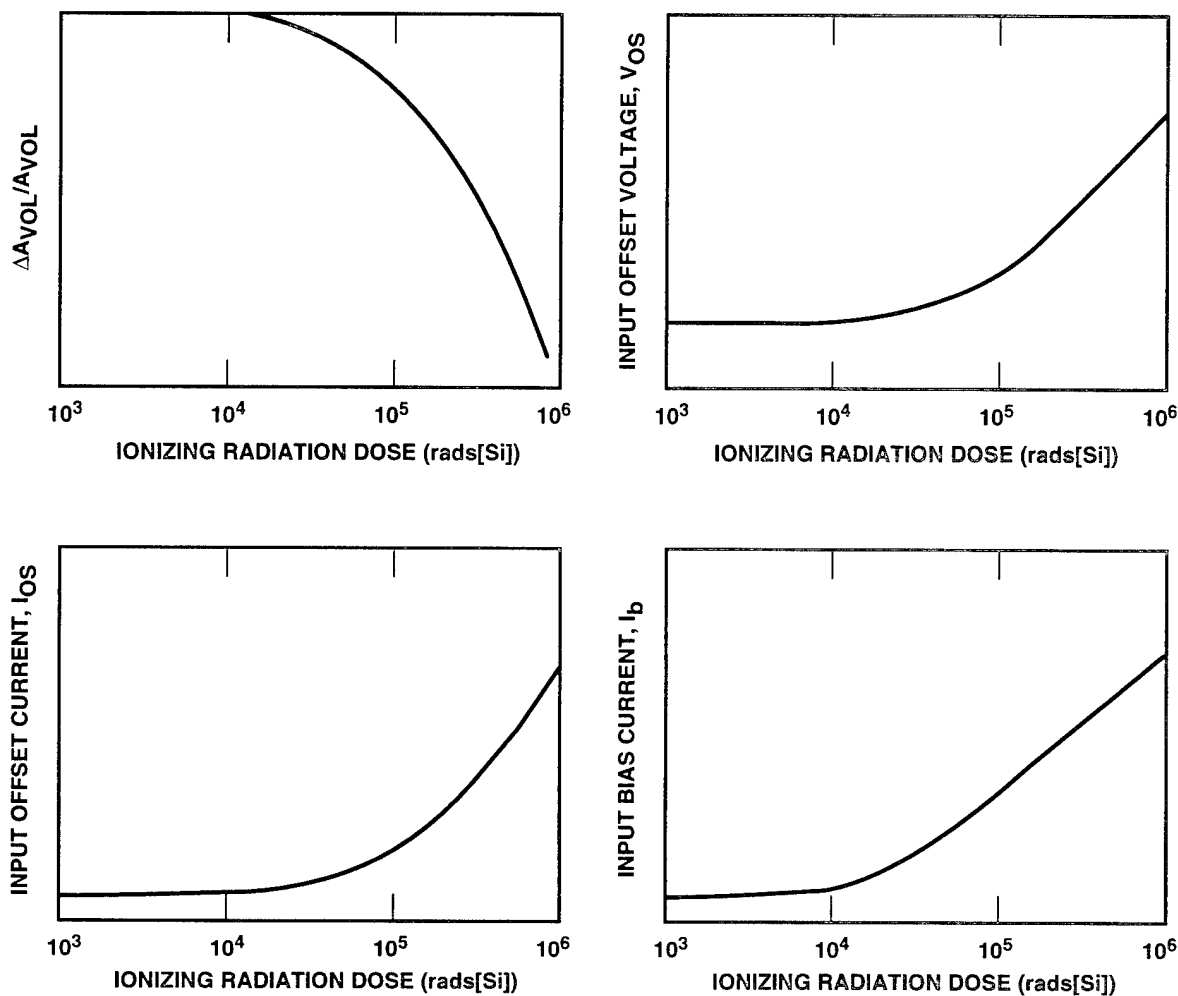 ΔAVOL/AVOL
10³ 10⁴ 10⁵ 10⁶
IONIZING RADIATION DOSE (rads[Si])
INPUT OFFSET VOLTAGE, VOS
10³ 10⁴ 10⁵ 10⁶
IONIZING RADIATION DOSE (rads[Si])
INPUT OFFSET CURRENT, IOS
10³ 10⁴ 10⁵ 10⁶
IONIZING RADIATION DOSE (rads[Si])
INPUT BIAS CURRENT, Ib
10³ 10⁴ 10⁵ 10⁶
IONIZING RADIATION DOSE (rads[Si])